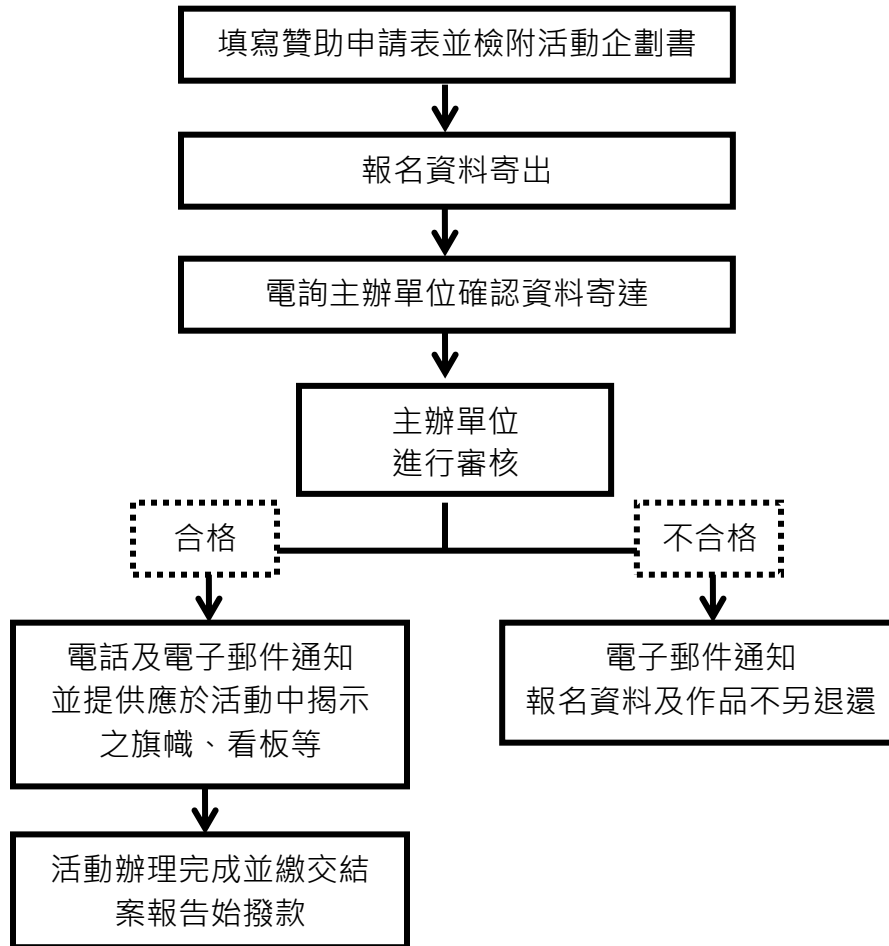 填寫贊助申請表並檢附活動企劃書
報名資料寄出
電詢主辦單位確認資料寄達
主辦單位
進行審核
合格
不合格
電話及電子郵件通知
並提供應於活動中揭示
之旗幟、看板等
電子郵件通知
報名資料及作品不另退還
活動辦理完成並繳交結
案報告始撥款